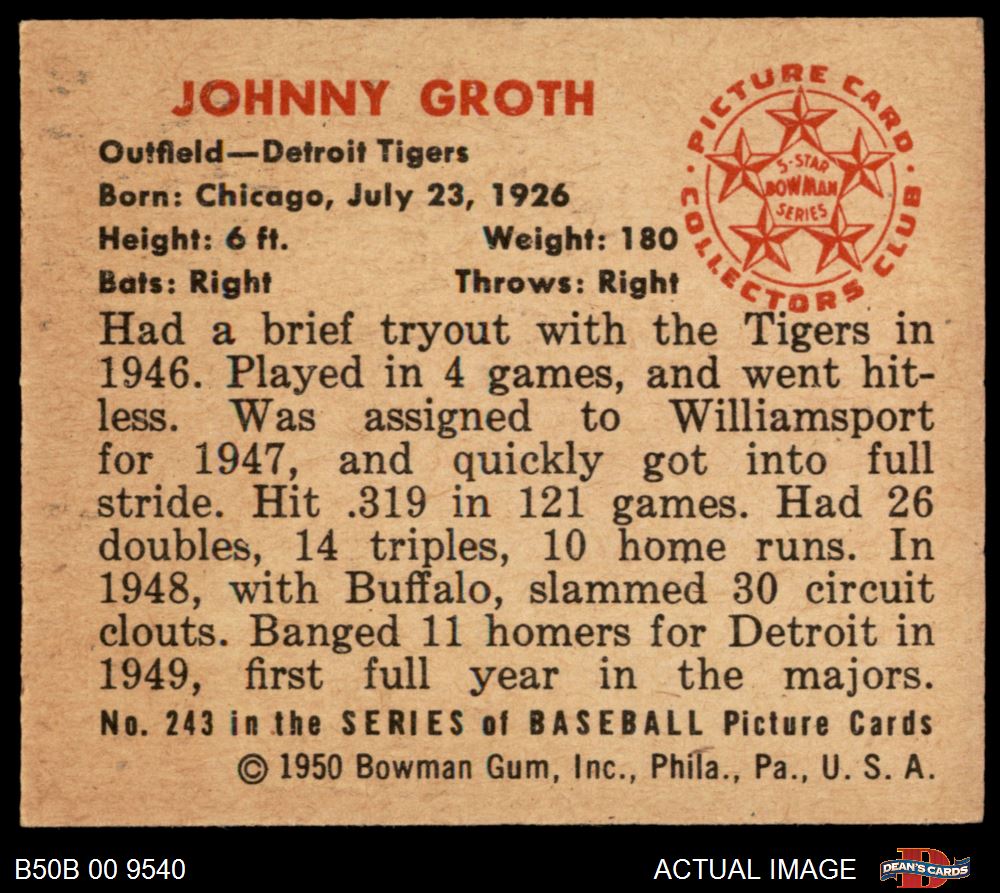 JOHNNY GROTH
Outfield—Detroit Tigers
Born: Chicago, July 23, 1926
Height: 6 ft. Weight: 180
Bats: Right Throws: Right
· PICTURE CARD ·
COLLECTORS CLUB
5-STAR
BOWMAN
SERIES
Had a brief tryout with the Tigers in
1946. Played in 4 games, and went hit-
less. Was assigned to Williamsport
for 1947, and quickly got into full
stride. Hit .319 in 121 games. Had 26
doubles, 14 triples, 10 home runs. In
1948, with Buffalo, slammed 30 circuit
clouts. Banged 11 homers for Detroit in
1949, first full year in the majors.
No. 243 in the SERIES of BASEBALL Picture Cards
© 1950 Bowman Gum, Inc., Phila., Pa., U. S. A.
B50B 00 9540
ACTUAL IMAGE
DEAN'S CARDS